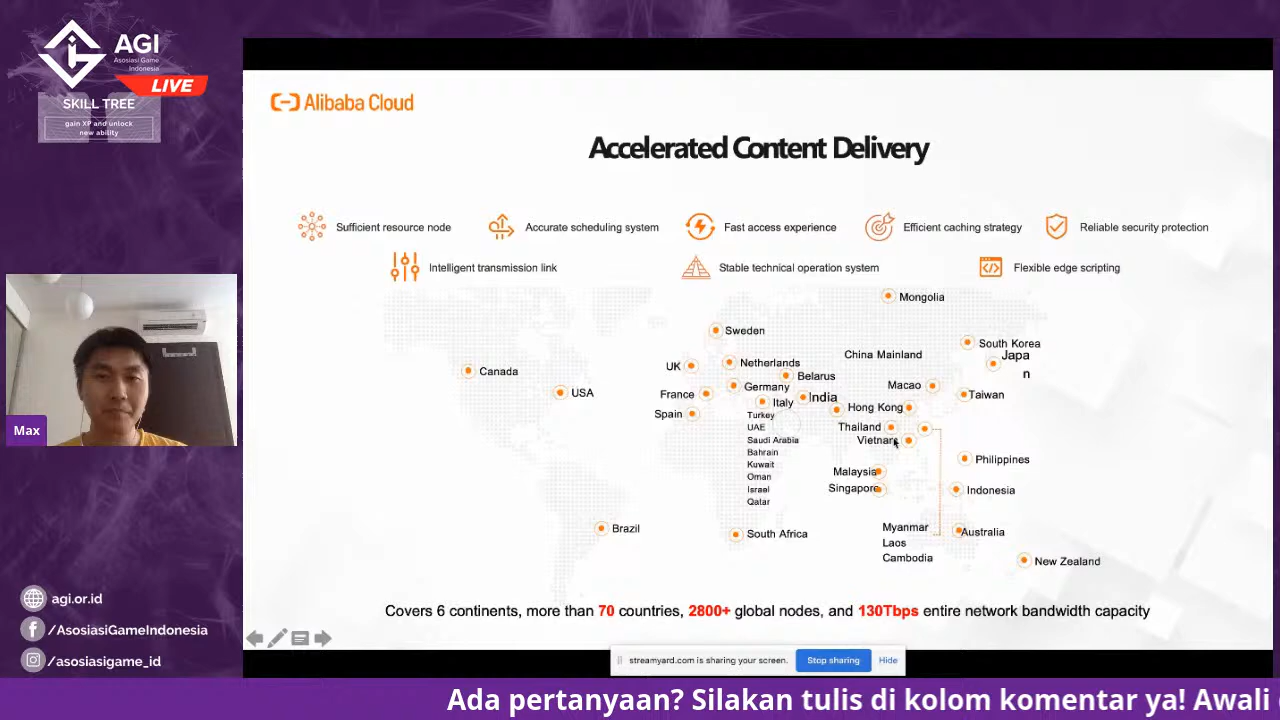 AGI
Asosiasi Game
Indonesia
LIVE
SKILL TREE
gain XP and unlock
new ability
Alibaba Cloud
Accelerated Content Delivery
Sufficient resource node
Accurate scheduling system
Fast access experience
Efficient caching strategy
Reliable security protection
Intelligent transmission link
Stable technical operation system
Flexible edge scripting
Mongolia
Sweden
South Korea
Japa
n
China Mainland
UK
Netherlands
Canada
Belarus
Macao
Germany
USA
France
India
Taiwan
Italy
Hong Kong
Spain
Turkey
UAE
Saudi Arabia
Bahrain
Kuwait
Oman
Israel
Qatar
Thailand
Vietnam
Philippines
Malaysia
Singapore
Indonesia
Brazil
South Africa
Myanmar
Laos
Cambodia
Australia
New Zealand
Covers 6 continents, more than 70 countries, 2800+ global nodes, and 130Tbps entire network bandwidth capacity
Max
agi.or.id
/AsosiasiGameIndonesia
/asosiasigame_id
streamyard.com is sharing your screen.
Stop sharing
Hide
Ada pertanyaan? Silakan tulis di kolom komentar ya! Awali